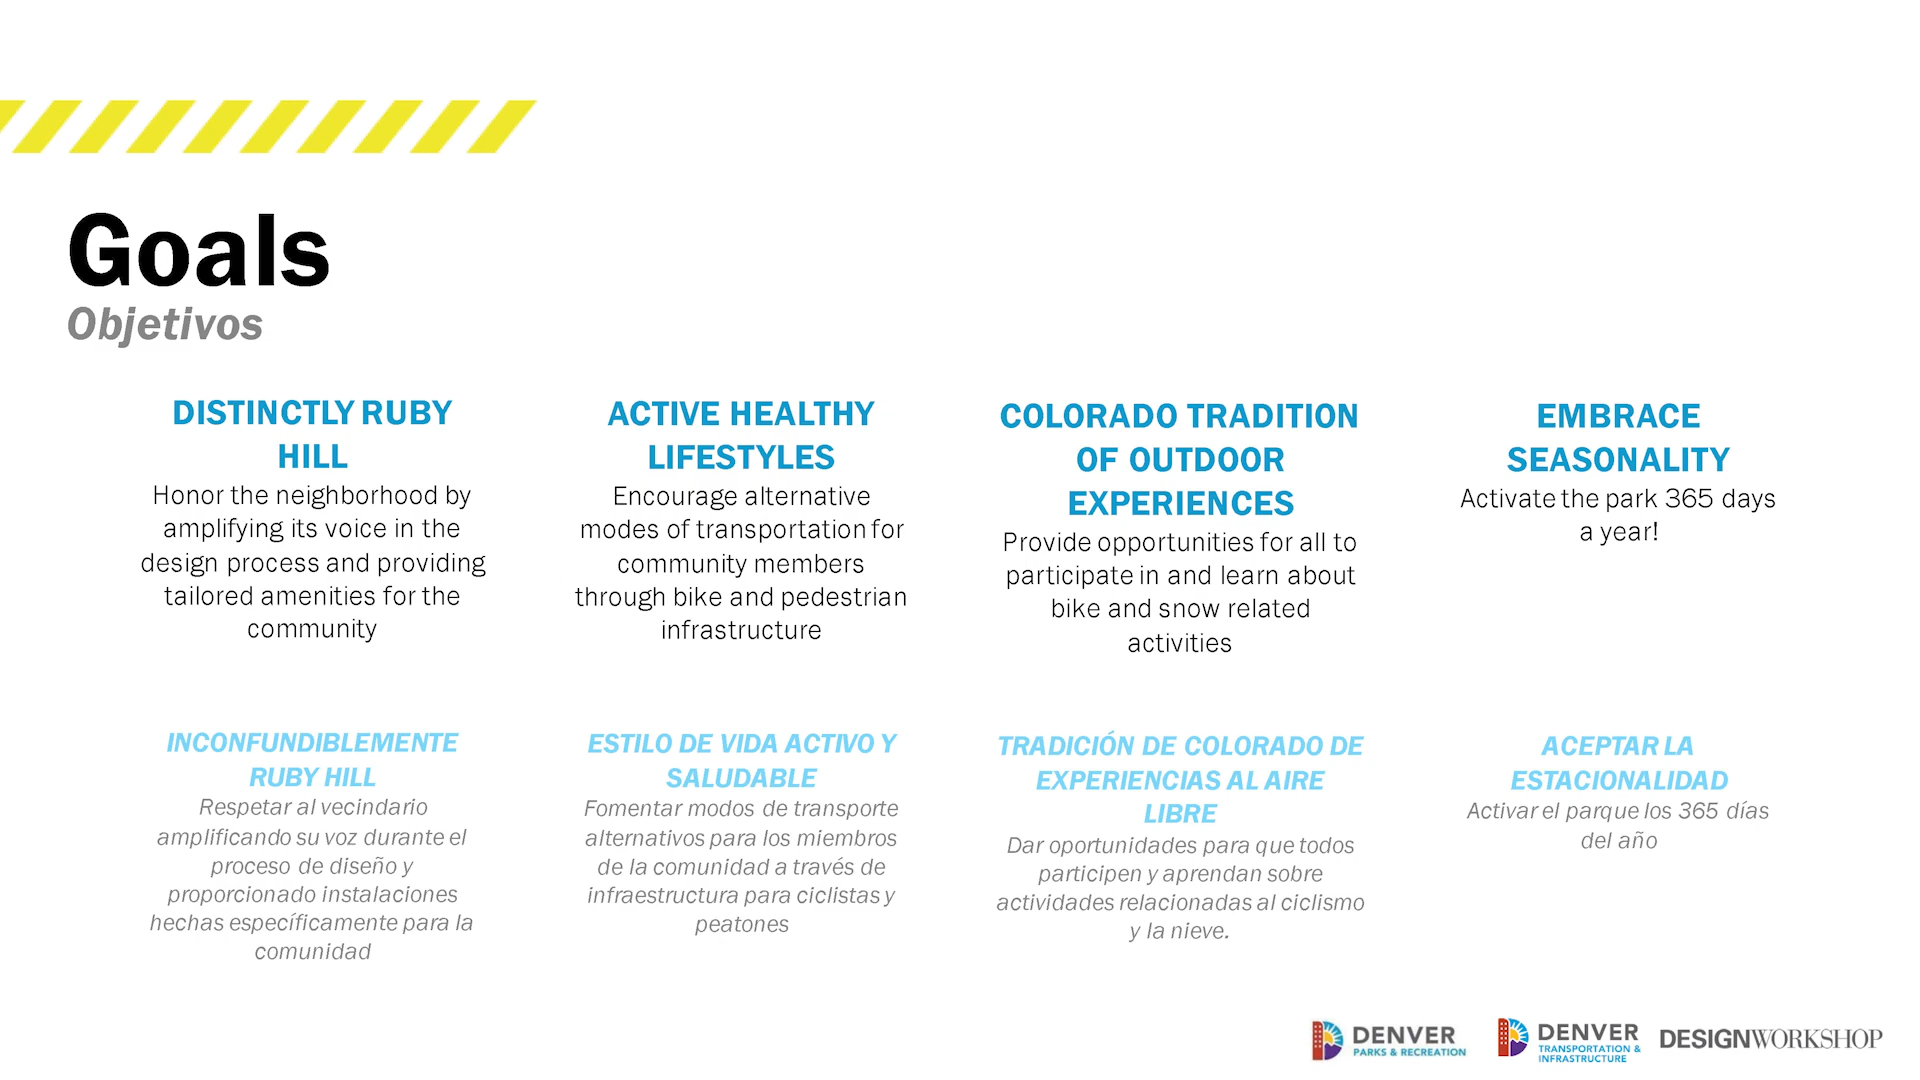 Goals
Objetivos
DISTINCTLY RUBY
HILL
Honor the neighborhood by
amplifying its voice in the
design process and providing
tailored amenities for the
community
ACTIVE HEALTHY
LIFESTYLES
Encourage alternative
modes of transportation for
community members
through bike and pedestrian
infrastructure
COLORADO TRADITION
OF OUTDOOR
EXPERIENCES
Provide opportunities for all to
participate in and learn about
bike and snow related
activities
EMBRACE
SEASONALITY
Activate the park 365 days
a year!
INCONFUNDIBLEMENTE
RUBY HILL
Respetar al vecindario
amplificando su voz durante el
proceso de diseño y
proporcionado instalaciones
hechas específicamente para la
comunidad
ESTILO DE VIDA ACTIVO Y
SALUDABLE
Fomentar modos de transporte
alternativos para los miembros
de la comunidad a través de
infraestructura para ciclistas y
peatones
TRADICIÓN DE COLORADO DE
EXPERIENCIAS AL AIRE
LIBRE
Dar oportunidades para que todos
participen y aprendan sobre
actividades relacionadas al ciclismo
y la nieve.
ACEPTAR LA
ESTACIONALIDAD
Activar el parque los 365 días
del año
DENVER
PARKS & RECREATION
DENVER
TRANSPORTATION &
INFRASTRUCTURE
DESIGNWORKSHOP